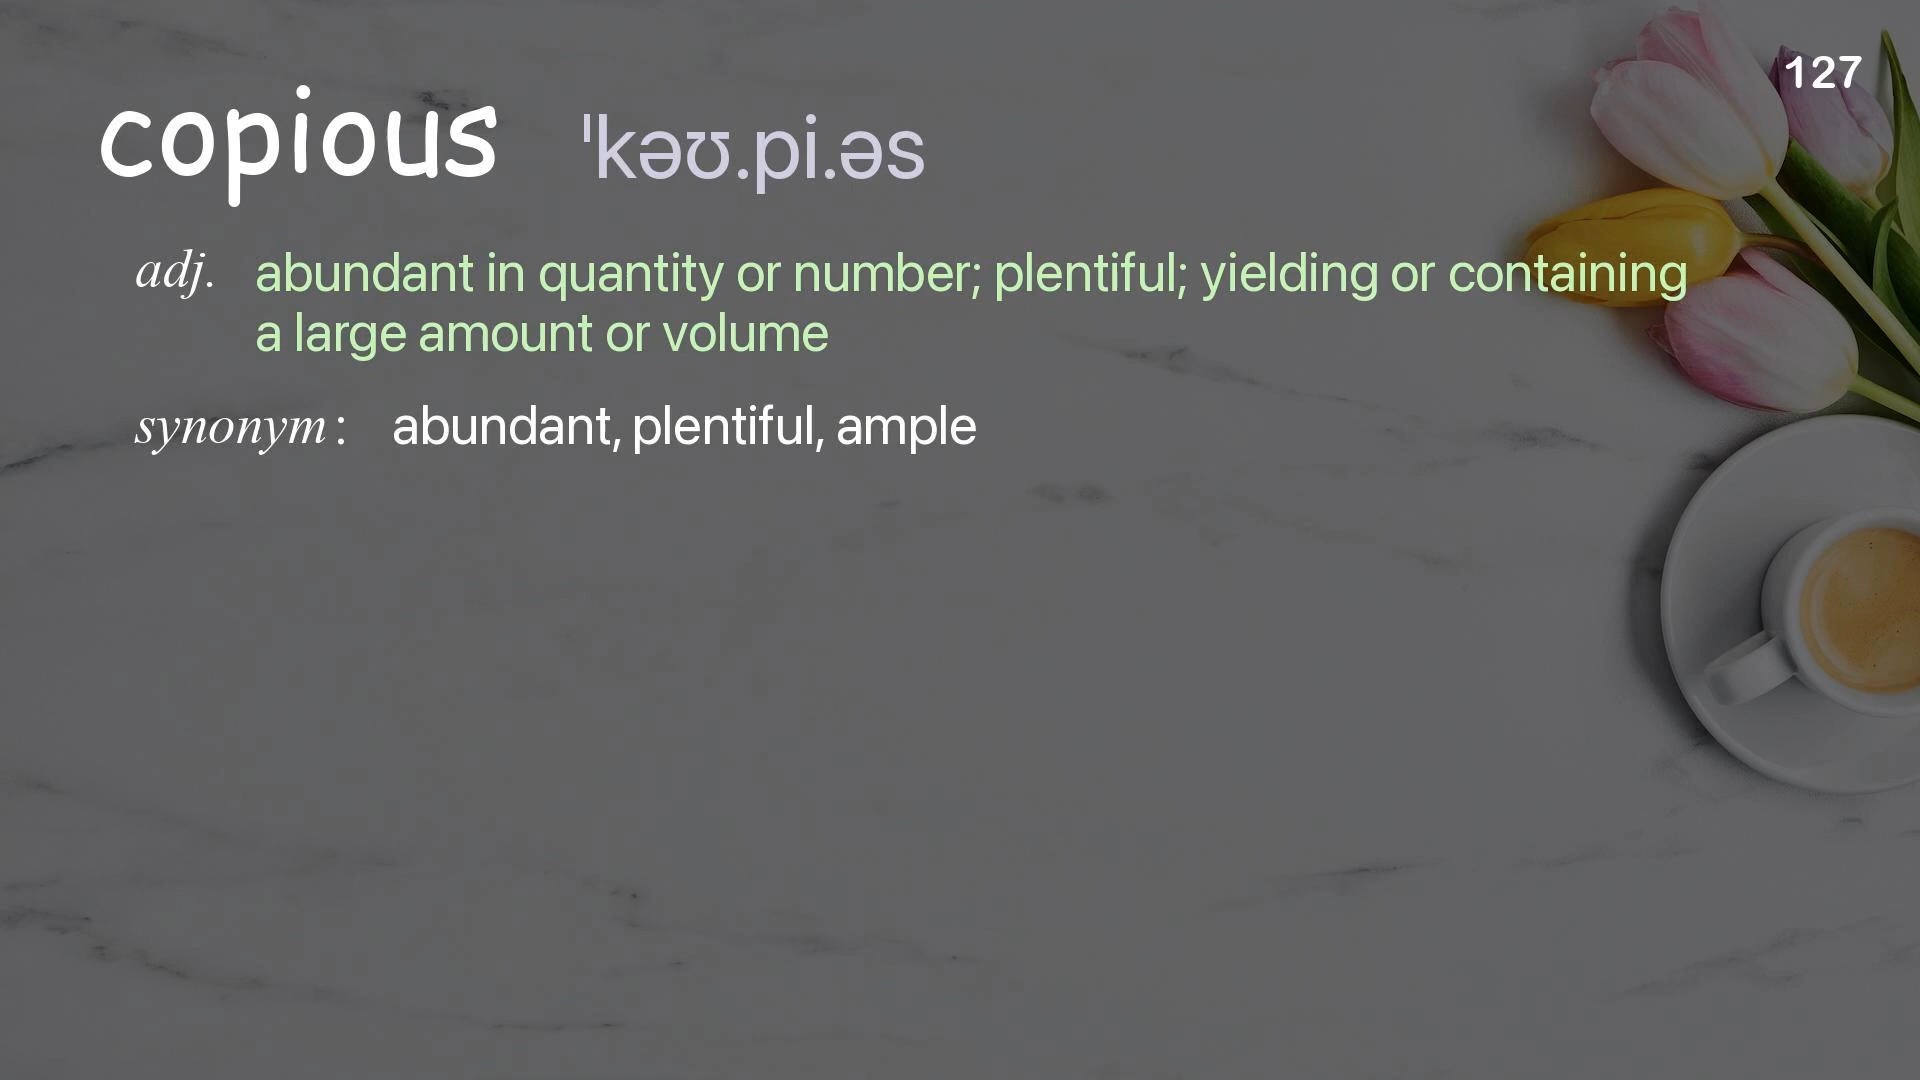 127
copious ˈkəʊ.pi.əs
adj. abundant in quantity or number; plentiful; yielding or containing
a large amount or volume
synonym : abundant, plentiful, ample